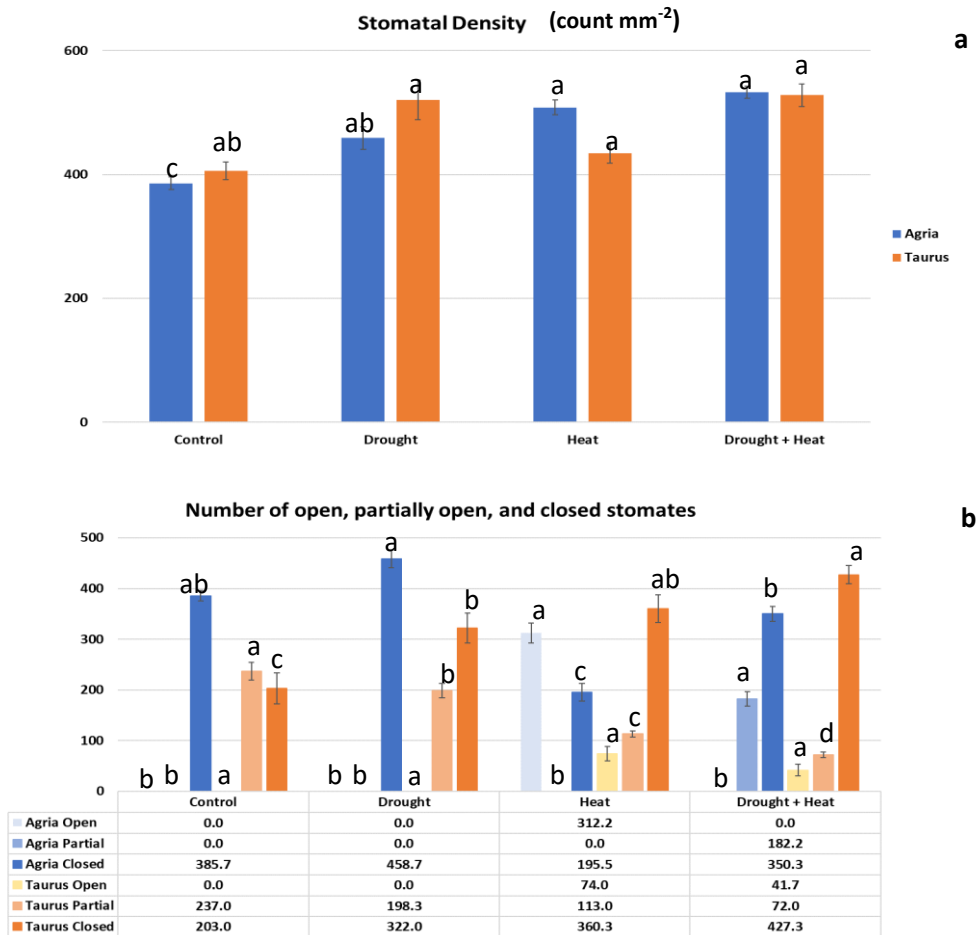 Stomatal Density (count mm-2)
a
600
400
200
0
c
ab
ab
a
a
a
a
a
Control
Drought
Heat
Drought + Heat
Agria
Taurus
Number of open, partially open, and closed stomates
b
500
400
300
200
100
0
b
b
ab
a
a
c
b
b
a
a
b
b
a
b
c
a
c
ab
b
a
b
a
d
a
Control Drought Heat Drought + Heat
Agria Open 0.0 0.0 312.2 0.0
Agria Partial 0.0 0.0 0.0 182.2
Agria Closed 385.7 458.7 195.5 350.3
Taurus Open 0.0 0.0 74.0 41.7
Taurus Partial 237.0 198.3 113.0 72.0
Taurus Closed 203.0 322.0 360.3 427.3